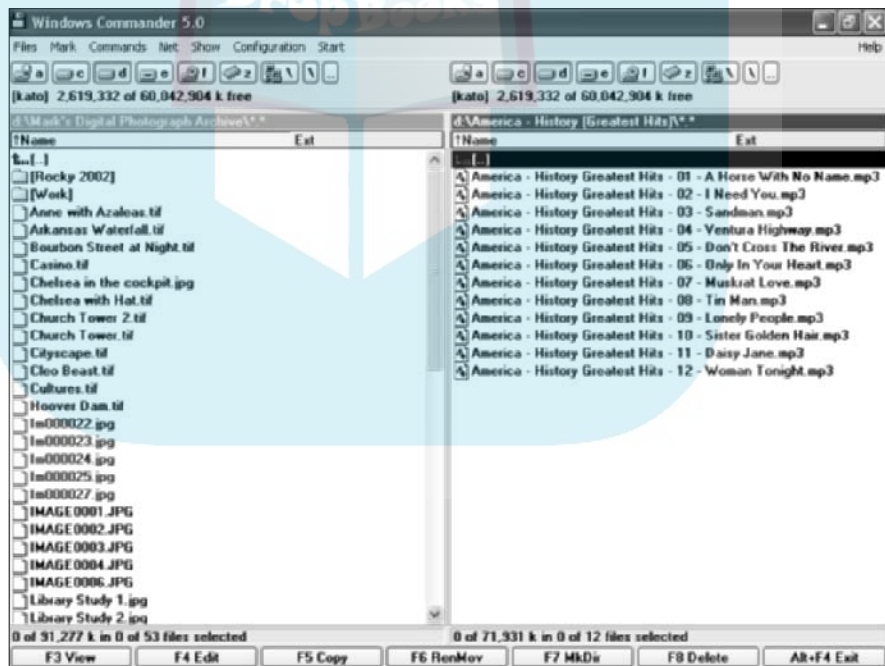 Prep Books
Windows Commander 5.0
Files Mark Commands Net Show Configuration Start Help
a c d e f z \ \ ..
a c d e f z \ \ ..
[kato] 2,619,332 of 60,042,904 k free
[kato] 2,619,332 of 60,042,904 k free
d:\Mark's Digital Photograph Archive\*.*
↑Name Ext
[..]
[Rocky 2002]
[Work]
Anne with Azaleas.tif
Arkansas Waterfall.tif
Bourbon Street at Night.tif
Casino.tif
Chelsea in the cockpit.jpg
Chelsea with Hat.tif
Church Tower 2.tif
Church Tower.tif
Cityscape.tif
Cleo Beast.tif
Cultures.tif
Hoover Dam.tif
Im000022.jpg
Im000023.jpg
Im000024.jpg
Im000025.jpg
Im000027.jpg
IMAGE0001.JPG
IMAGE0002.JPG
IMAGE0003.JPG
IMAGE0004.JPG
IMAGE0006.JPG
Library Study 1.jpg
Library Study 2.jpg
0 of 91,277 k in 0 of 53 files selected
d:\America - History [Greatest Hits]\*.*
↑Name Ext
[..]
America - History Greatest Hits - 01 - A Horse With No Name.mp3
America - History Greatest Hits - 02 - I Need You.mp3
America - History Greatest Hits - 03 - Sandman.mp3
America - History Greatest Hits - 04 - Ventura Highway.mp3
America - History Greatest Hits - 05 - Don't Cross The River.mp3
America - History Greatest Hits - 06 - Only In Your Heart.mp3
America - History Greatest Hits - 07 - Muskrat Love.mp3
America - History Greatest Hits - 08 - Tin Man.mp3
America - History Greatest Hits - 09 - Lonely People.mp3
America - History Greatest Hits - 10 - Sister Golden Hair.mp3
America - History Greatest Hits - 11 - Daisy Jane.mp3
America - History Greatest Hits - 12 - Woman Tonight.mp3
0 of 71,931 k in 0 of 12 files selected
F3 View F4 Edit F5 Copy F6 RenMov F7 MkDir F8 Delete Alt+F4 Exit